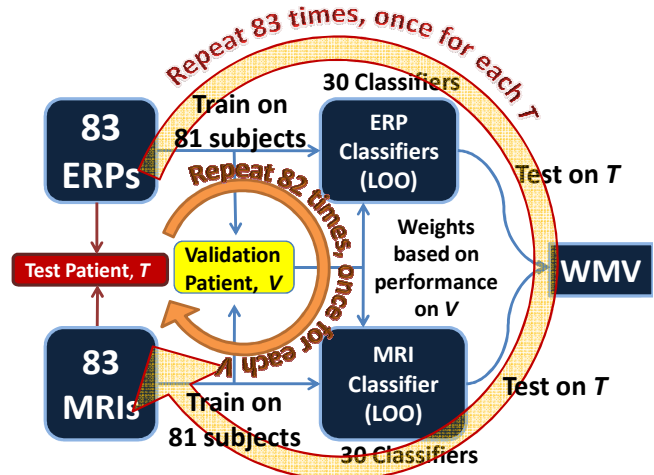 Repeat 83 times, once for each T
30 Classifiers
83
ERPs
Train on
81 subjects
ERP
Classifiers
(LOO)
Test on T
Repeat 82 times, once for each V
Test Patient, T
Validation
Patient, V
Weights
based on
performance
on V
WMV
83
MRIs
Train on
81 subjects
MRI
Classifier
(LOO)
Test on T
30 Classifiers